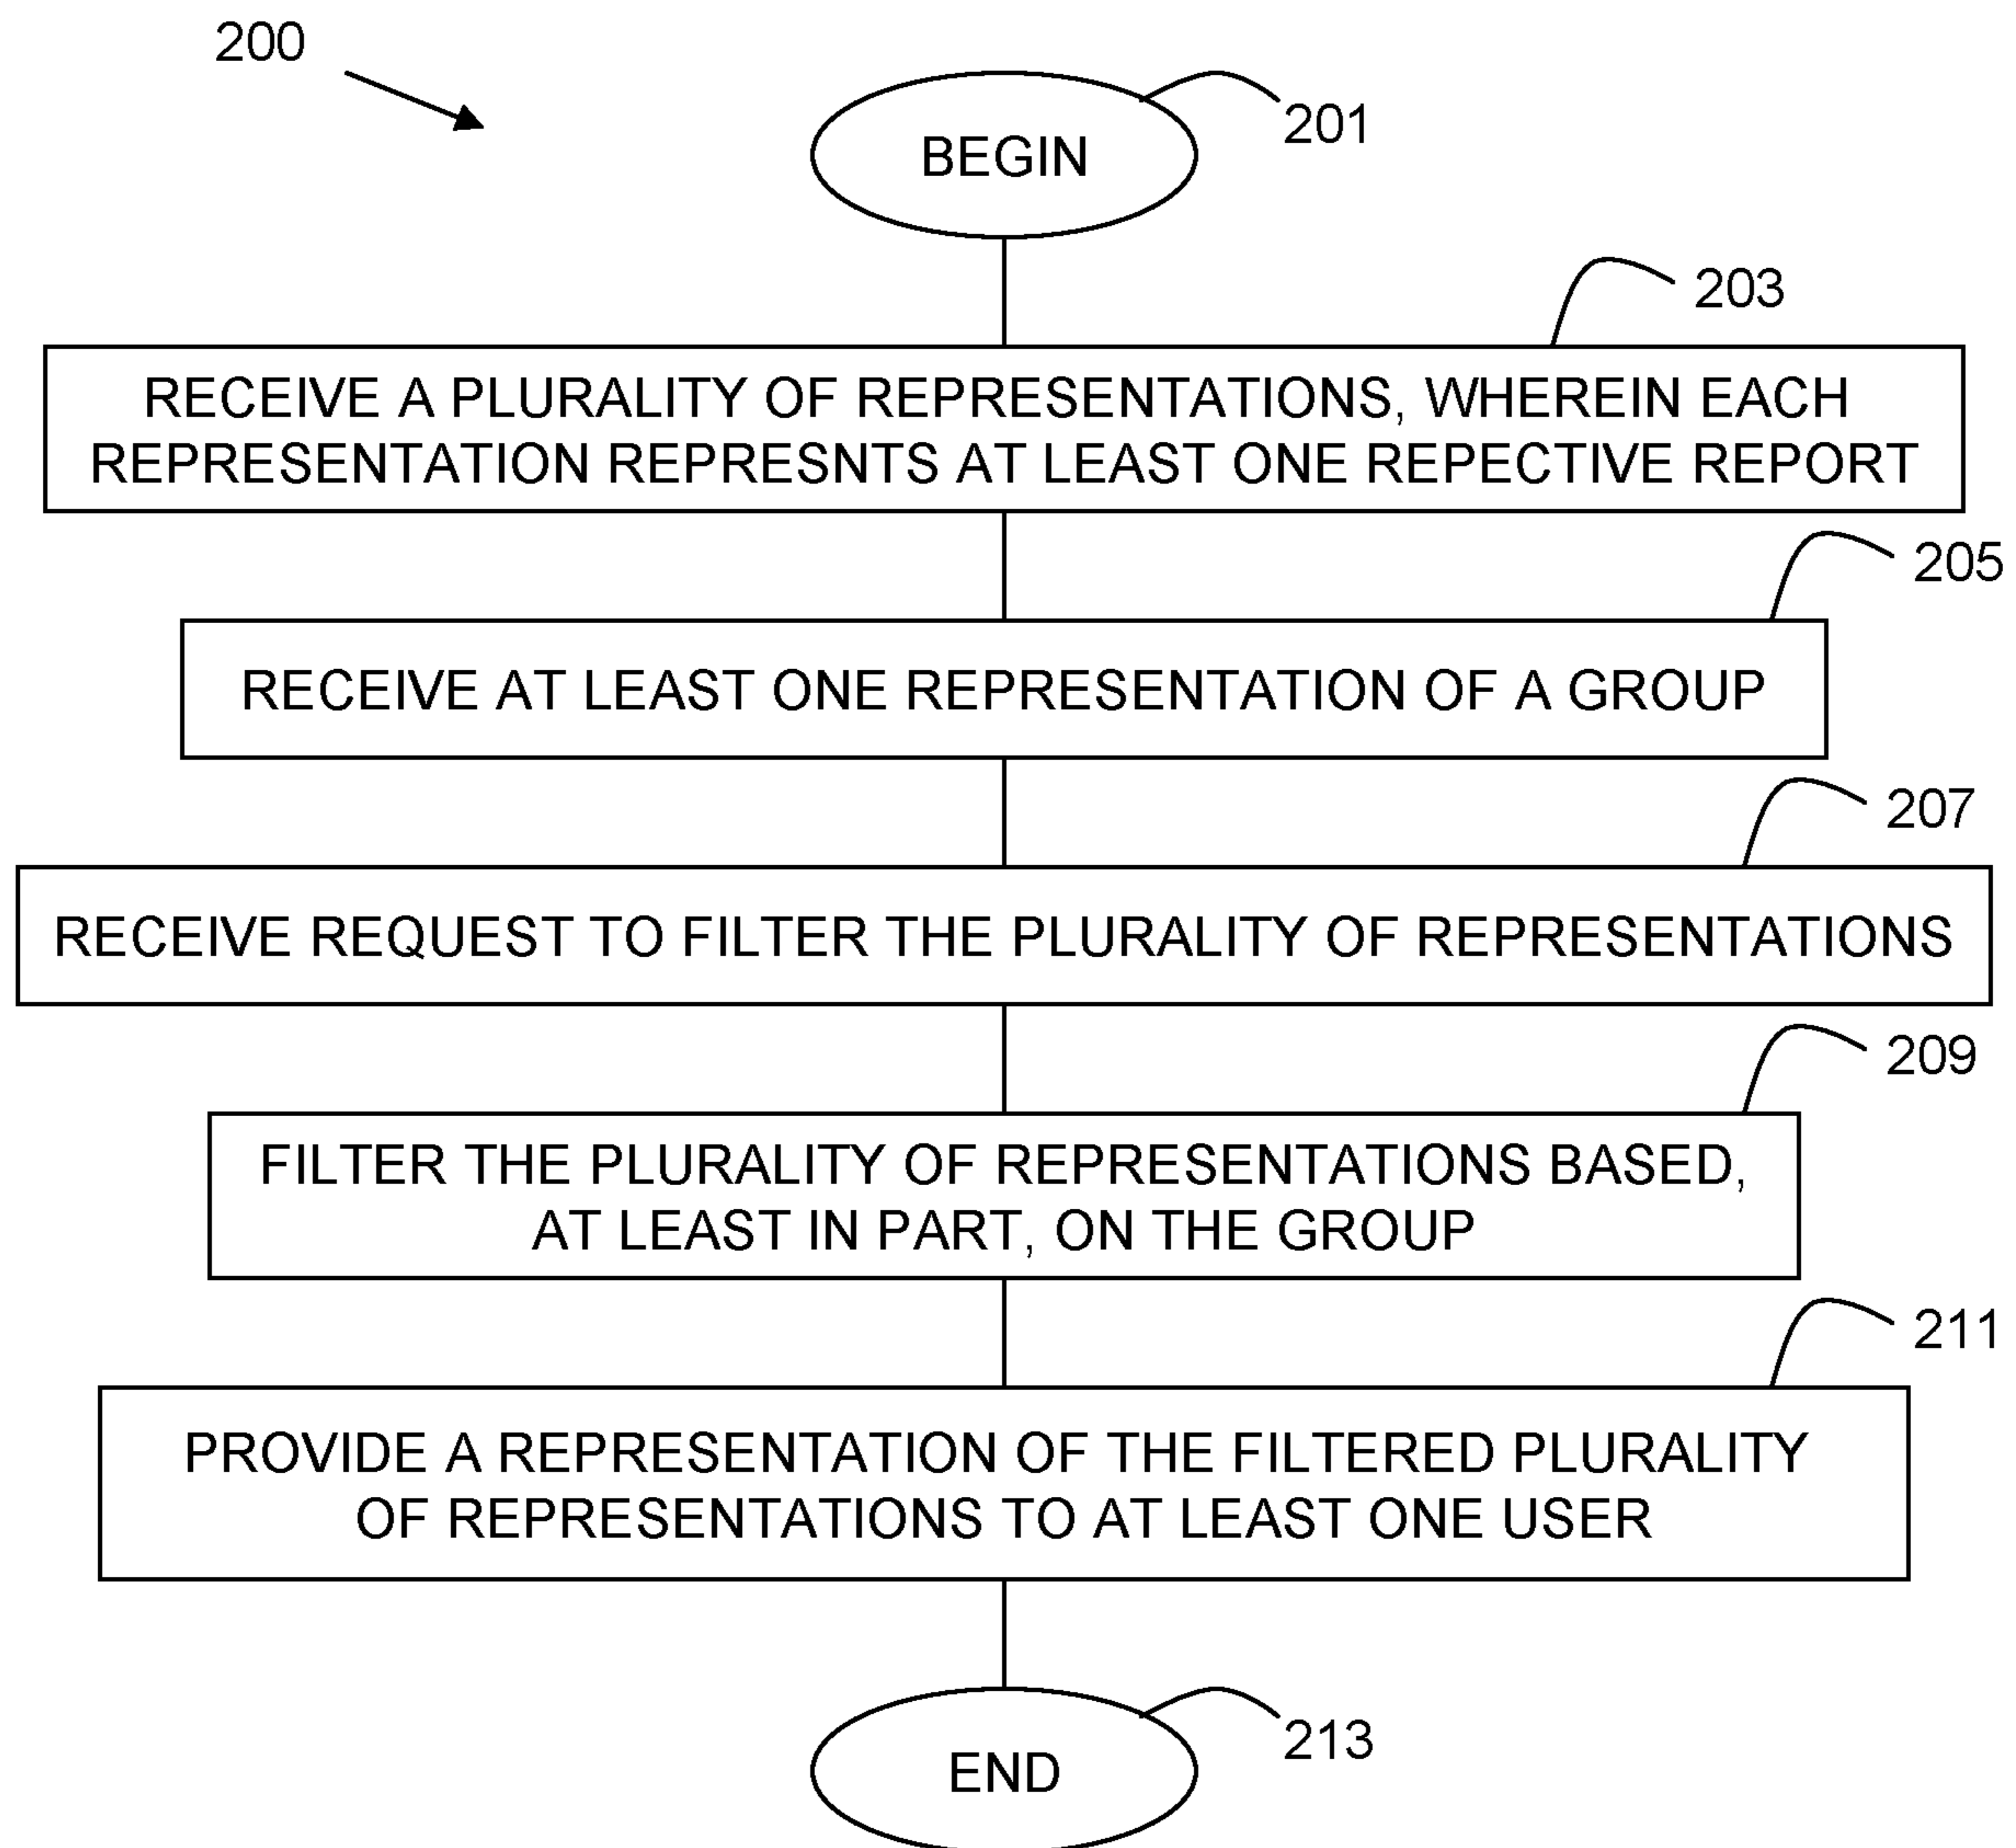 200
BEGIN
201
203
RECEIVE A PLURALITY OF REPRESENTATIONS, WHEREIN EACH
REPRESENTATION REPRESNTS AT LEAST ONE REPECTIVE REPORT
205
RECEIVE AT LEAST ONE REPRESENTATION OF A GROUP
207
RECEIVE REQUEST TO FILTER THE PLURALITY OF REPRESENTATIONS
209
FILTER THE PLURALITY OF REPRESENTATIONS BASED,
AT LEAST IN PART, ON THE GROUP
211
PROVIDE A REPRESENTATION OF THE FILTERED PLURALITY
OF REPRESENTATIONS TO AT LEAST ONE USER
213
END